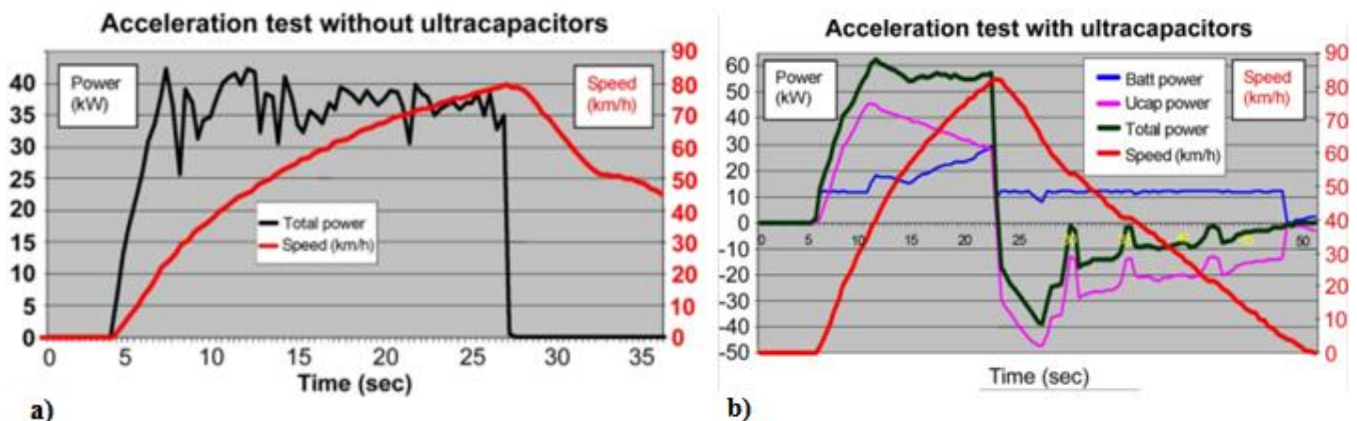 Acceleration test without ultracapacitors
Power
(kW)
Speed
(km/h)
40
35
30
25
20
15
10
5
0
90
80
70
60
50
40
30
20
10
0
Total power
Speed (km/h)
0 5 10 15 20 25 30 35
Time (sec)
a)
Acceleration test with ultracapacitors
Power
(kW)
Batt power
Ucap power
Total power
Speed (km/h)
Speed
(km/h)
60
50
40
30
20
10
0
-10
-20
-30
-40
-50
90
80
70
60
50
40
30
20
10
0
0 5 10 15 20 25 50
Time (sec)
b)